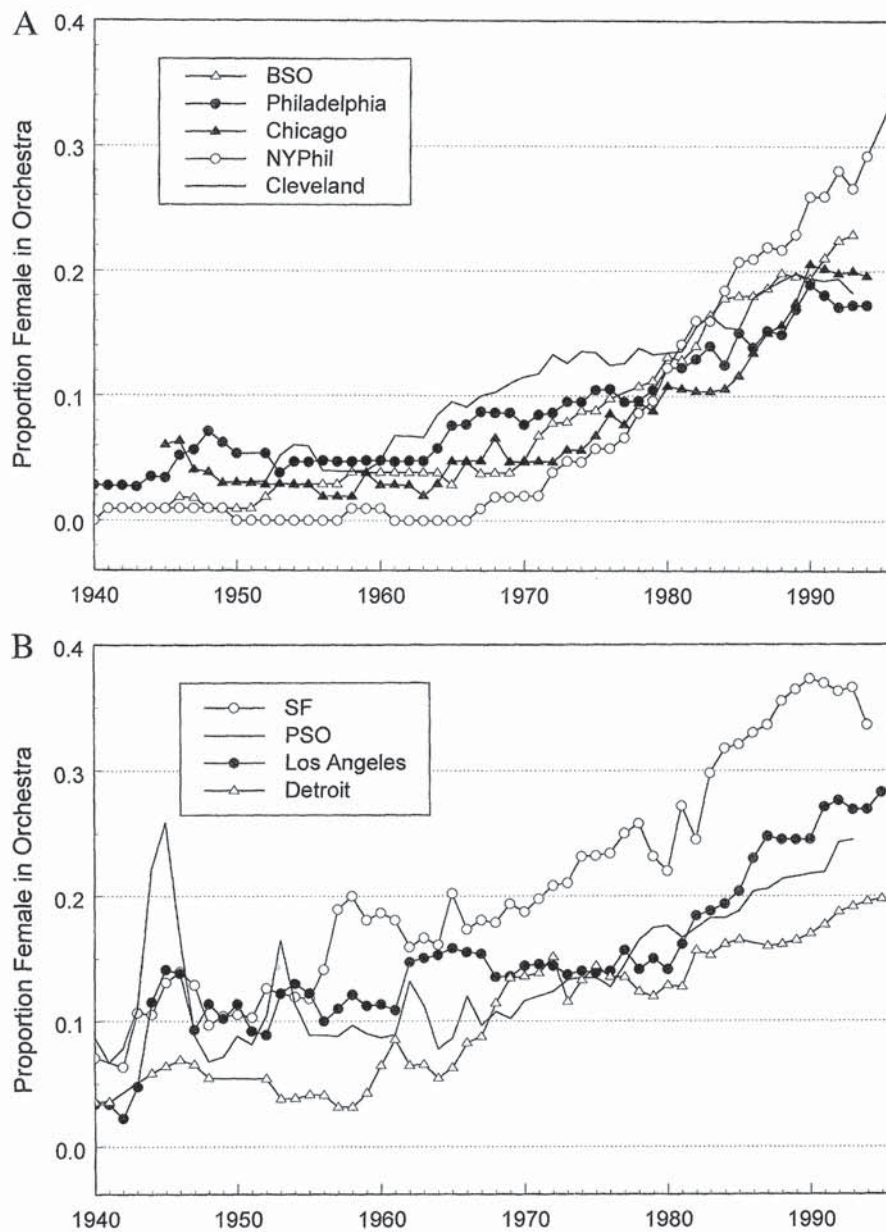 A
0.4
BSO
Philadelphia
Chicago
NYPhil
Cleveland
0.3
Proportion Female in Orchestra
0.2
0.1
0.0
1940 1950 1960 1970 1980 1990
B
0.4
SF
PSO
Los Angeles
Detroit
0.3
Proportion Female in Orchestra
0.2
0.1
0.0
1940 1950 1960 1970 1980 1990